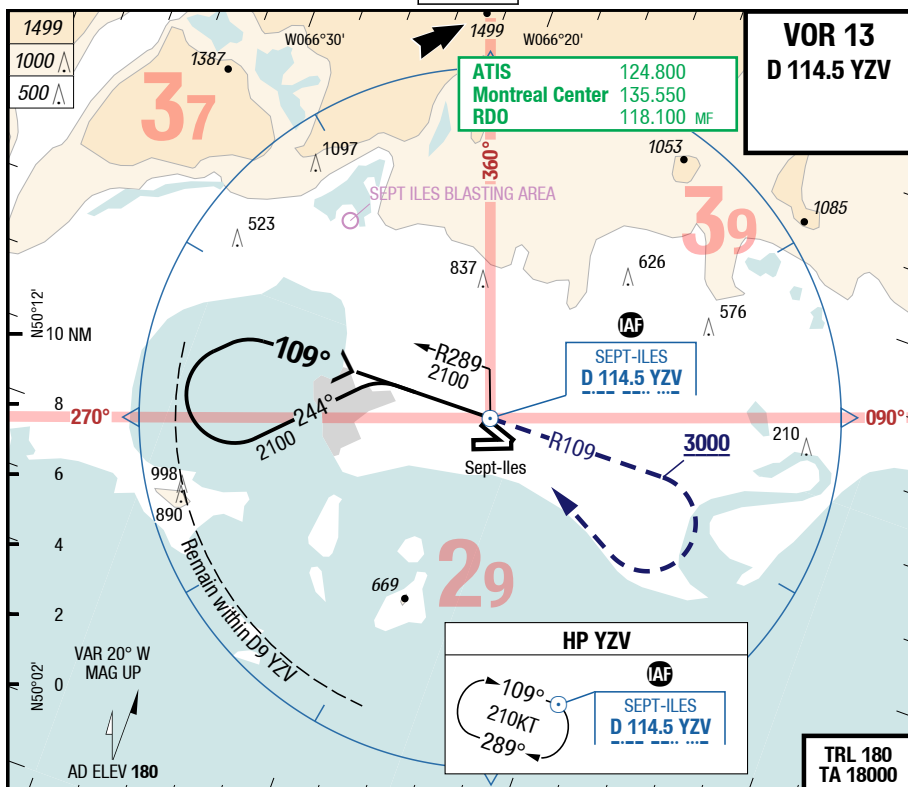 1499
1000
500
1387
W066°30'
1499
W066°20'
VOR 13
D 114.5 YZV
ATIS 124.800
Montreal Center 135.550
RDO 118.100 MF
37
1097
360°
1053
SEPT ILES BLASTING AREA
39
1085
523
837
626
576
N50°12'
10 NM
IAF
109°
R289
2100
SEPT-ILES
D 114.5 YZV
8
270°
244°
2100
090°
R109
3000
210
Sept-Iles
6
998
890
4
29
Remain within D9 YZV
669
2
HP YZV
VAR 20° W
MAG UP
0
N50°02'
IAF
109°
210KT
289°
SEPT-ILES
D 114.5 YZV
AD ELEV 180
TRL 180
TA 18000